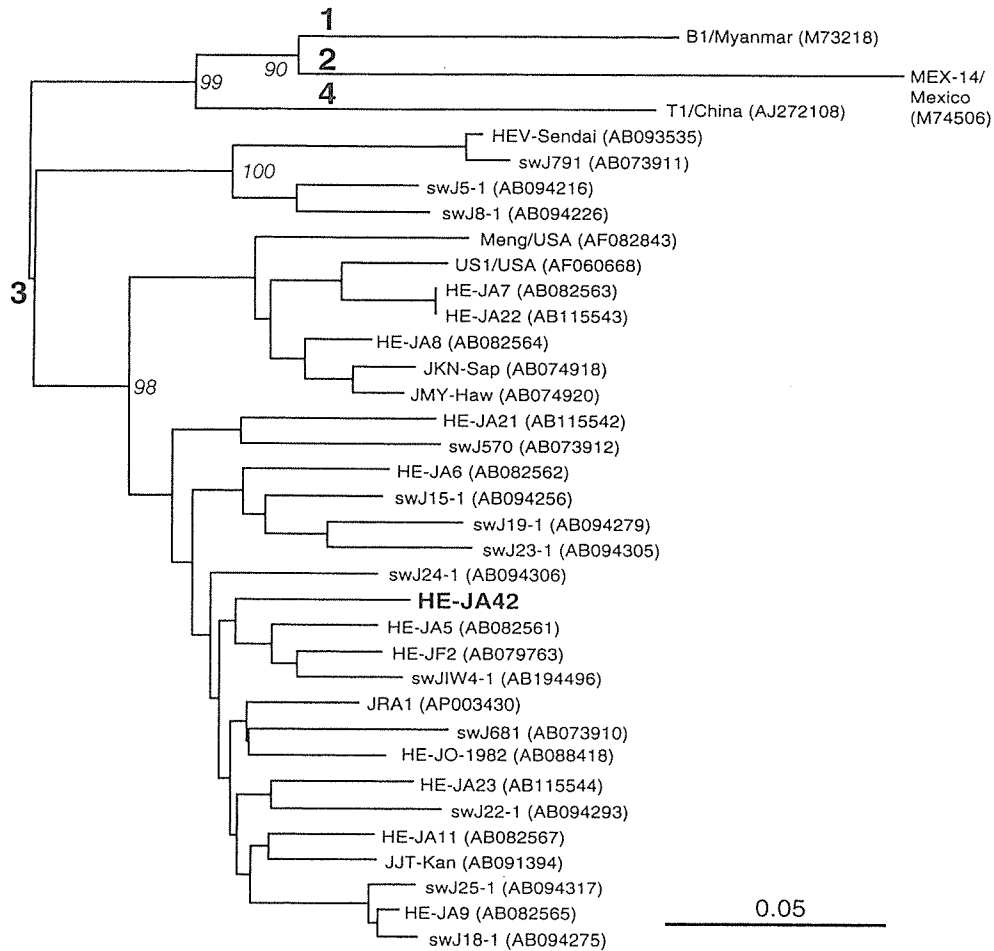 1
B1/Myanmar (M73218)
90
2
99
MEX-14/
Mexico
(M74506)
4
T1/China (AJ272108)
HEV-Sendai (AB093535)
swJ791 (AB073911)
100
swJ5-1 (AB094216)
swJ8-1 (AB094226)
Meng/USA (AF082843)
US1/USA (AF060668)
3
HE-JA7 (AB082563)
HE-JA22 (AB115543)
HE-JA8 (AB082564)
JKN-Sap (AB074918)
98
JMY-Haw (AB074920)
HE-JA21 (AB115542)
swJ570 (AB073912)
HE-JA6 (AB082562)
swJ15-1 (AB094256)
swJ19-1 (AB094279)
swJ23-1 (AB094305)
swJ24-1 (AB094306)
HE-JA42
HE-JA5 (AB082561)
HE-JF2 (AB079763)
swJIW4-1 (AB194496)
JRA1 (AP003430)
swJ681 (AB073910)
HE-JO-1982 (AB088418)
HE-JA23 (AB115544)
swJ22-1 (AB094293)
HE-JA11 (AB082567)
JJT-Kan (AB091394)
swJ25-1 (AB094317)
HE-JA9 (AB082565)
swJ18-1 (AB094275)
0.05